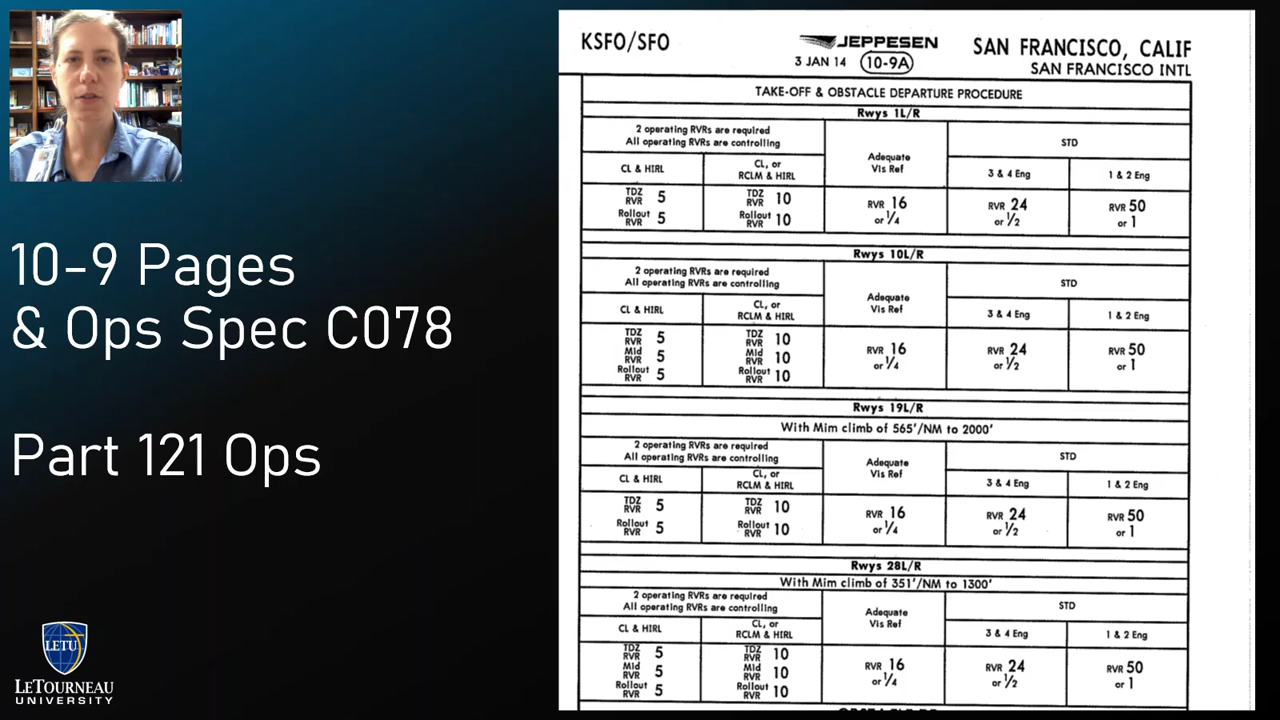 10-9 Pages
& Ops Spec C078
Part 121 Ops
LETU
LETOURNEAU
UNIVERSITY
KSFO/SFO
JEPPESEN
3 JAN 14 10-9A
SAN FRANCISCO, CALIF
SAN FRANCISCO INTL
TAKE-OFF & OBSTACLE DEPARTURE PROCEDURE
Rwys 1L/R
2 operating RVRs are required
All operating RVRs are controlling
Adequate
Vis Ref
STD
CL & HIRL
CL, or
RCLM & HIRL
3 & 4 Eng
1 & 2 Eng
TDZ RVR 5
Rollout RVR 5
TDZ RVR 10
Rollout RVR 10
RVR 16
or 1/4
RVR 24
or 1/2
RVR 50
or 1
Rwys 10L/R
2 operating RVRs are required
All operating RVRs are controlling
Adequate
Vis Ref
STD
CL & HIRL
CL, or
RCLM & HIRL
3 & 4 Eng
1 & 2 Eng
TDZ RVR 5
Mid RVR 5
Rollout RVR 5
TDZ RVR 10
Mid RVR 10
Rollout RVR 10
RVR 16
or 1/4
RVR 24
or 1/2
RVR 50
or 1
Rwys 19L/R
With Mim climb of 565'/NM to 2000'
2 operating RVRs are required
All operating RVRs are controlling
Adequate
Vis Ref
STD
CL & HIRL
CL, or
RCLM & HIRL
3 & 4 Eng
1 & 2 Eng
TDZ RVR 5
Rollout RVR 5
TDZ RVR 10
Rollout RVR 10
RVR 16
or 1/4
RVR 24
or 1/2
RVR 50
or 1
Rwys 28L/R
With Mim climb of 351'/NM to 1300'
2 operating RVRs are required
All operating RVRs are controlling
Adequate
Vis Ref
STD
CL & HIRL
CL, or
RCLM & HIRL
3 & 4 Eng
1 & 2 Eng
TDZ RVR 5
Mid RVR 5
Rollout RVR 5
TDZ RVR 10
Mid RVR 10
Rollout RVR 10
RVR 16
or 1/4
RVR 24
or 1/2
RVR 50
or 1